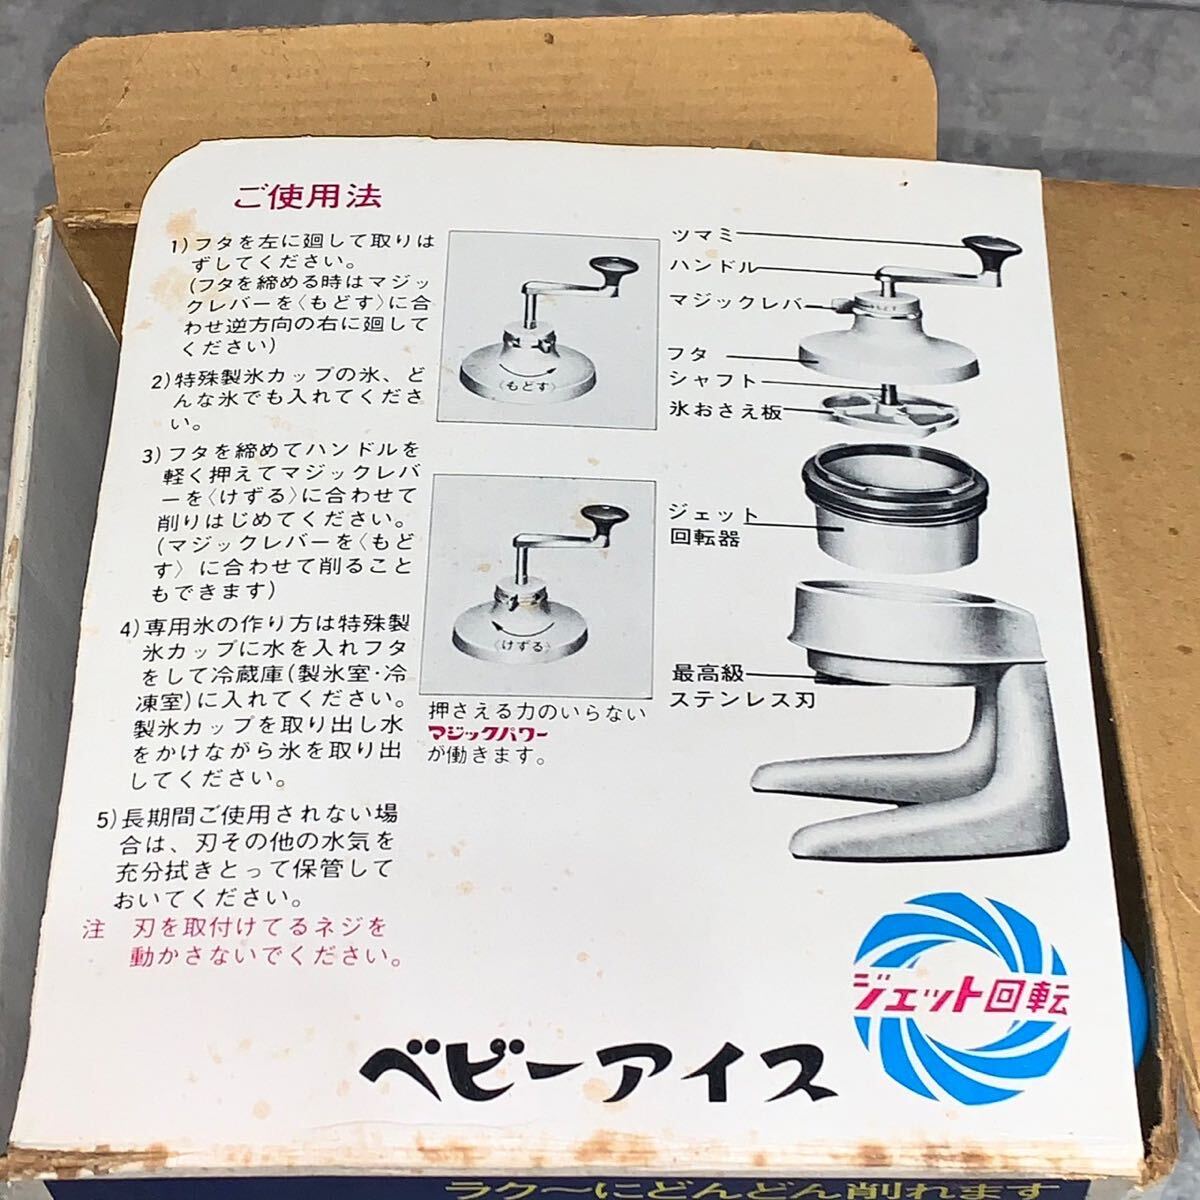 ご使用法
1)フタを左に廻して取りは
ずしてください。
(フタを締める時はマジッ
クレバーを〈もどす〉に合
わせ逆方向の右に廻して
ください)
2)特殊製氷カップの氷、ど
んな氷でも入れてくださ
い。
3)フタを締めてハンドルを
軽く押えてマジックレバ
ーを〈けずる〉に合わせて
削りはじめてください。
(マジックレバーを〈もど
す〉に合わせて削ること
もできます)
4)専用氷の作り方は特殊製
氷カップに水を入れフタ
をして冷蔵庫(製氷室・冷
凍室)に入れてください。
製氷カップを取り出し水
をかけながら氷を取り出
してください。
5)長期間ご使用されない場
合は、刃その他の水気を
充分拭きとって保管して
おいてください。
注 刃を取付けてるネジを
動かさないでください。
〈もどす〉
〈けずる〉
押さえる力のいらない
マジックパワー
が働きます。
ツマミ
ハンドル
マジックレバー
フタ
シャフト
氷おさえ板
ジェット
回転器
最高級
ステンレス刃
ジェット回転
ベビーアイス
ラク〜にどんどん削れます